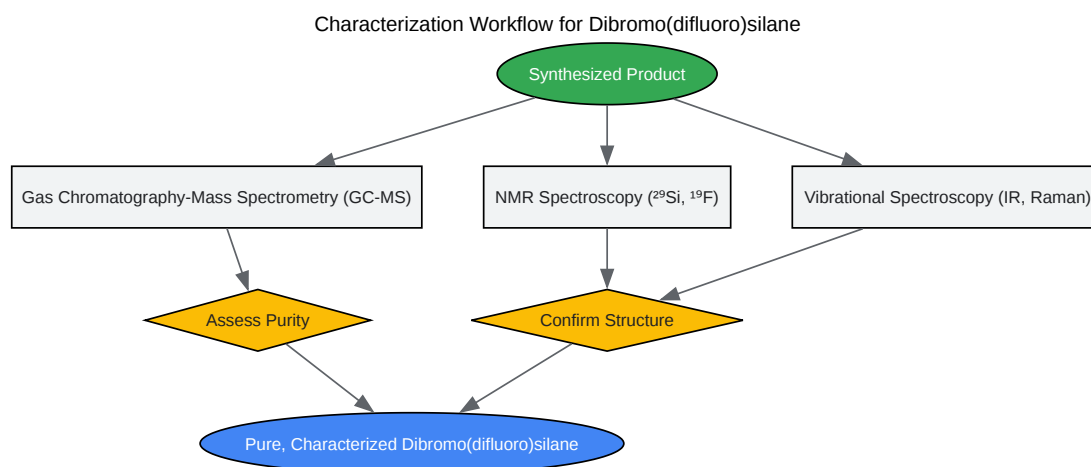 Characterization Workflow for Dibromo(difluoro)silane
Synthesized Product
Gas Chromatography-Mass Spectrometry (GC-MS)
NMR Spectroscopy (²⁹Si, ¹⁹F)
Vibrational Spectroscopy (IR, Raman)
Assess Purity
Confirm Structure
Pure, Characterized Dibromo(difluoro)silane